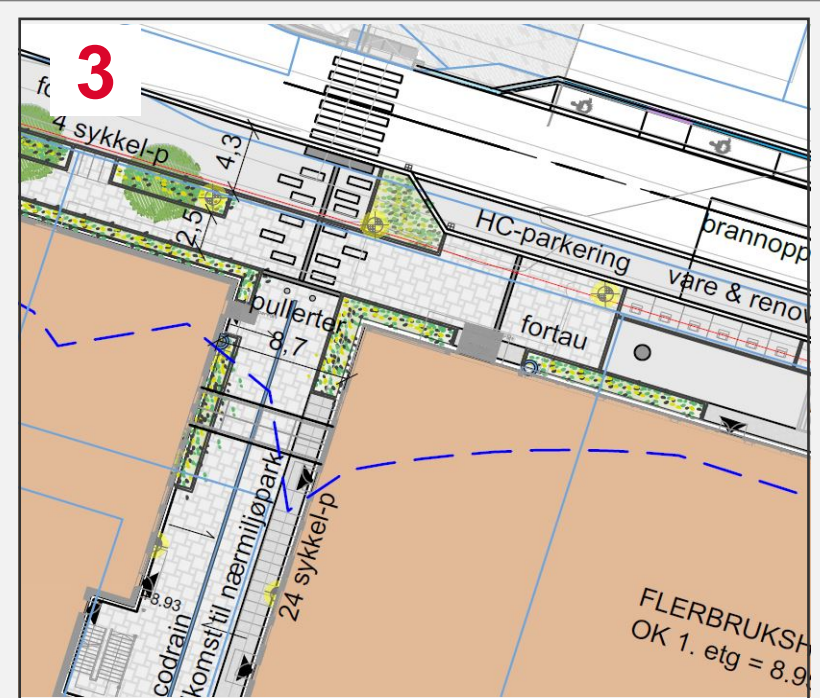 3
fo
4 sykkel-p
4,3
2,5
HC-parkering
brannopp
vare & renov
pullerter
8,7
fortau
24 sykkel-p
komst til nærmiljøpark
codrain
+8.93
FLERBRUKSH
OK 1. etg = 8.9